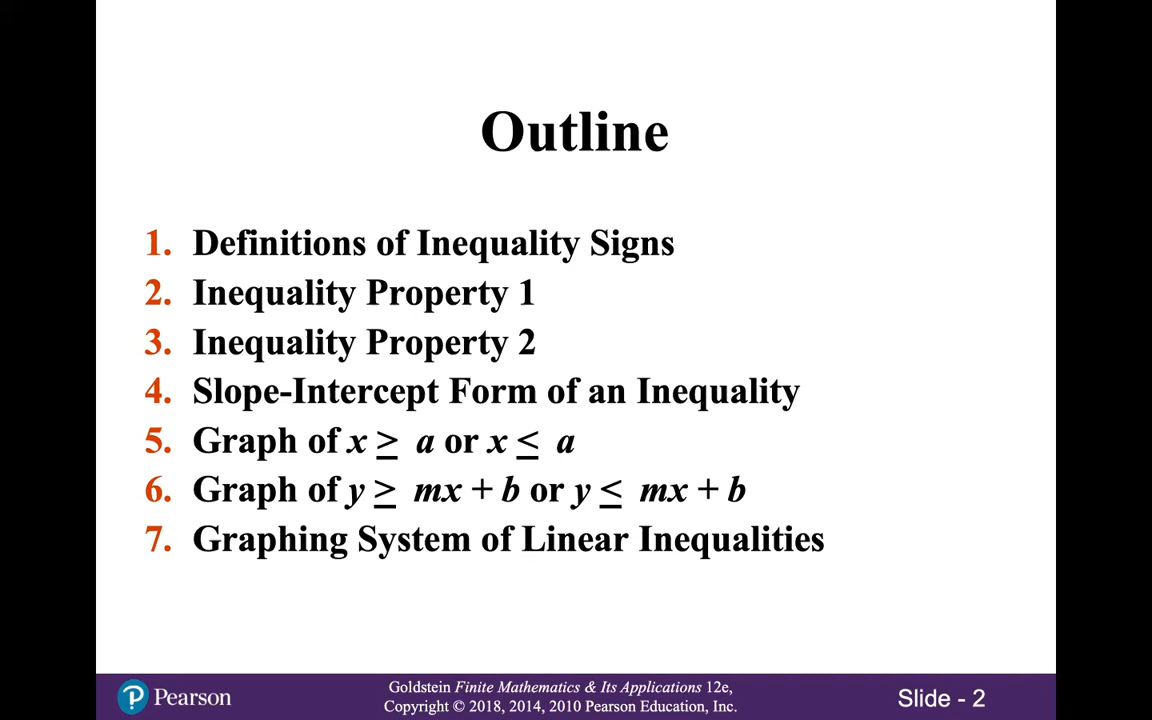 Outline
1. Definitions of Inequality Signs
2. Inequality Property 1
3. Inequality Property 2
4. Slope-Intercept Form of an Inequality
5. Graph of x ≥ a or x ≤ a
6. Graph of y ≥ mx + b or y ≤ mx + b
7. Graphing System of Linear Inequalities
Pearson
Goldstein Finite Mathematics & Its Applications 12e,
Copyright © 2018, 2014, 2010 Pearson Education, Inc.
Slide - 2